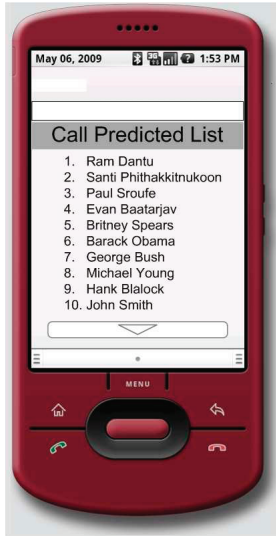 May 06, 2009 3G 1:53 PM
Call Predicted List
1. Ram Dantu
2. Santi Phithakkitnukoon
3. Paul Sroufe
4. Evan Baatarjav
5. Britney Spears
6. Barack Obama
7. George Bush
8. Michael Young
9. Hank Blalock
10. John Smith
MENU